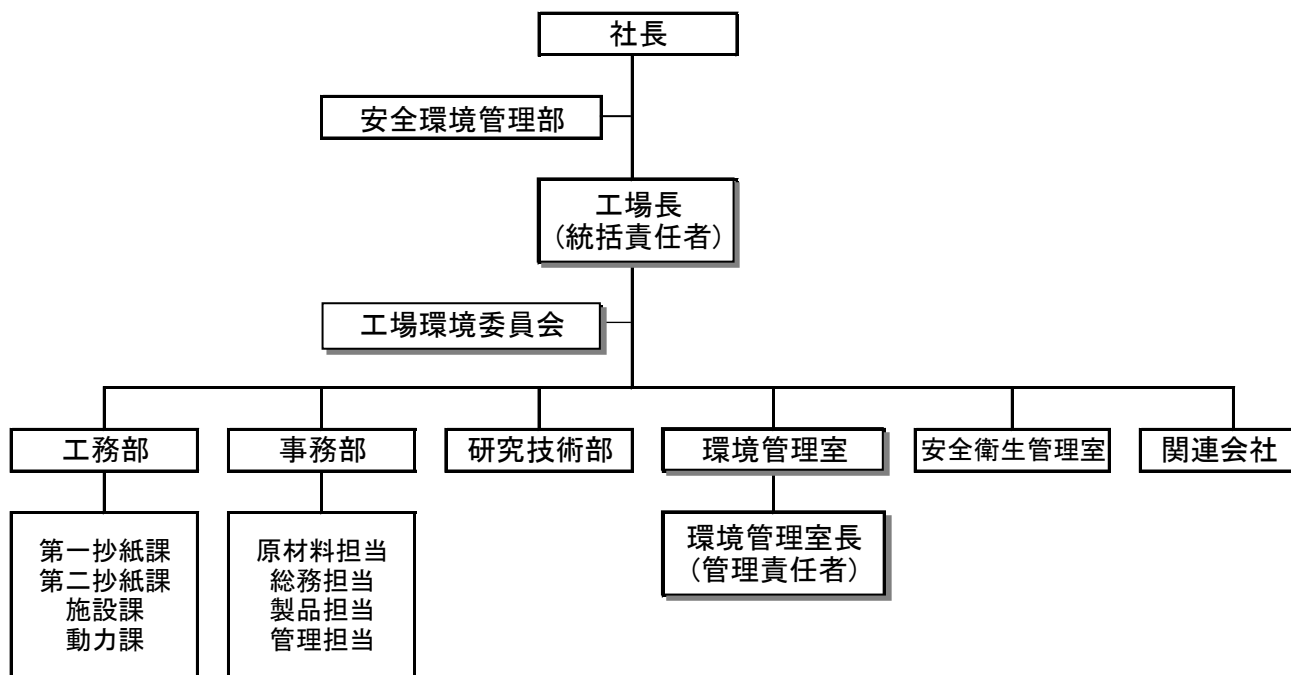 社長
安全環境管理部
工場長
(統括責任者)
工場環境委員会
工務部
事務部
研究技術部
環境管理室
安全衛生管理室
関連会社
第一抄紙課
第二抄紙課
施設課
動力課
原材料担当
総務担当
製品担当
管理担当
環境管理室長
(管理責任者)